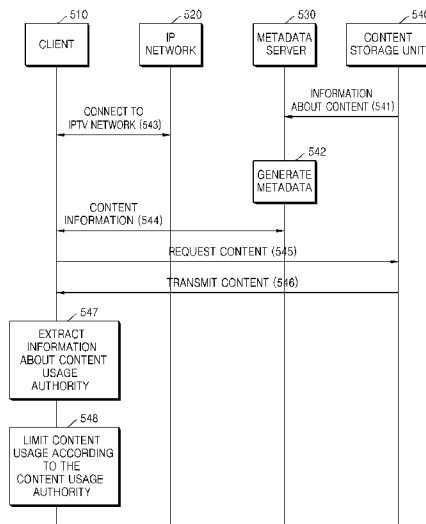 510
520
530
540
CLIENT
IP
NETWORK
METADATA
SERVER
CONTENT
STORAGE UNIT
INFORMATION
ABOUT CONTENT (541)
CONNECT TO
IPTV NETWORK (543)
542
GENERATE
METADATA
CONTENT
INFORMATION (544)
REQUEST CONTENT (545)
TRANSMIT CONTENT (546)
547
EXTRACT
INFORMATION
ABOUT CONTENT
USAGE
AUTHORITY
548
LIMIT CONTENT
USAGE ACCORDING
TO THE
CONTENT USAGE
AUTHORITY